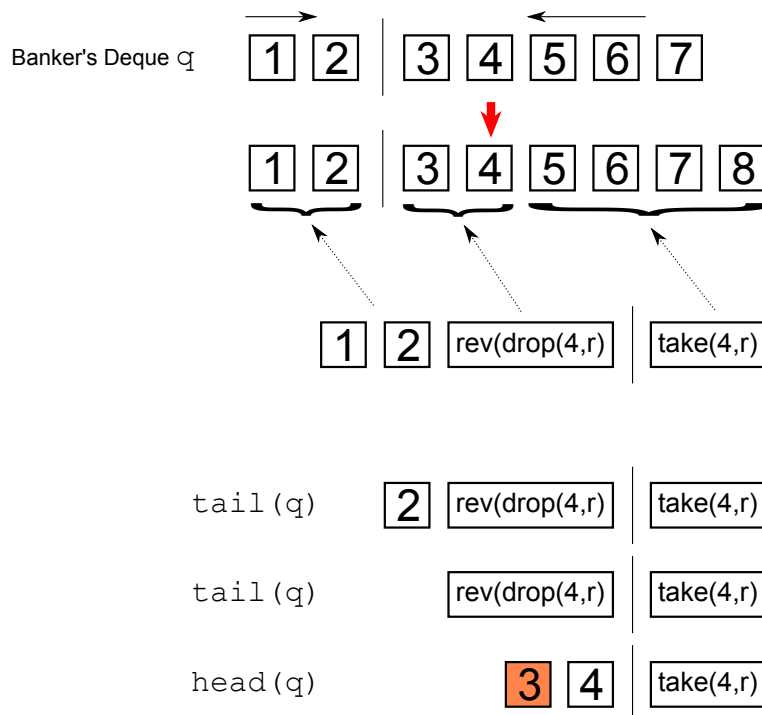 Banker's Deque q 1 2 3 4 5 6 7
1 2 3 4 5 6 7 8
1 2 rev(drop(4,r) take(4,r)
tail(q) 2 rev(drop(4,r) take(4,r)
tail(q) rev(drop(4,r) take(4,r)
head(q) 3 4 take(4,r)